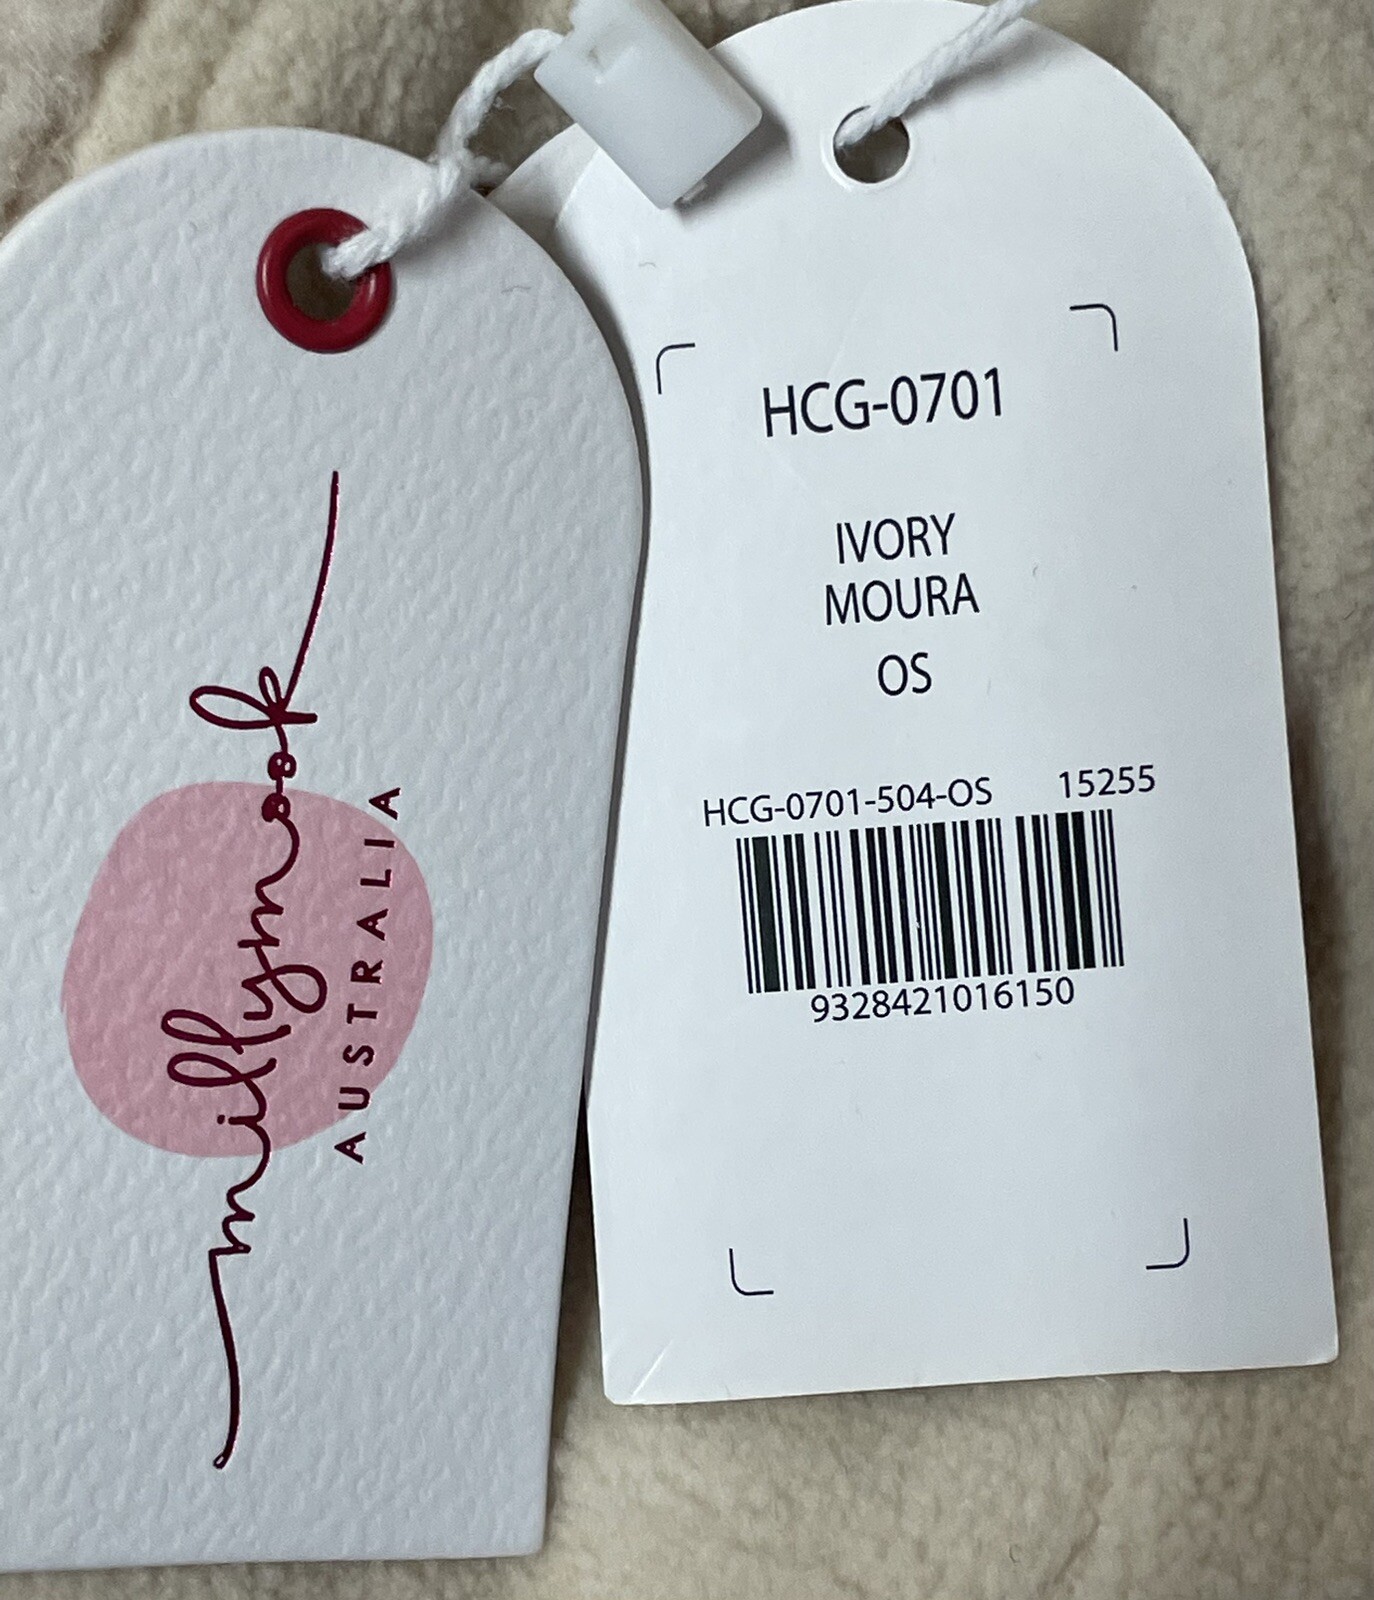 millymook
AUSTRALIA
HCG-0701
IVORY
MOURA
OS
HCG-0701-504-OS 15255
9328421016150